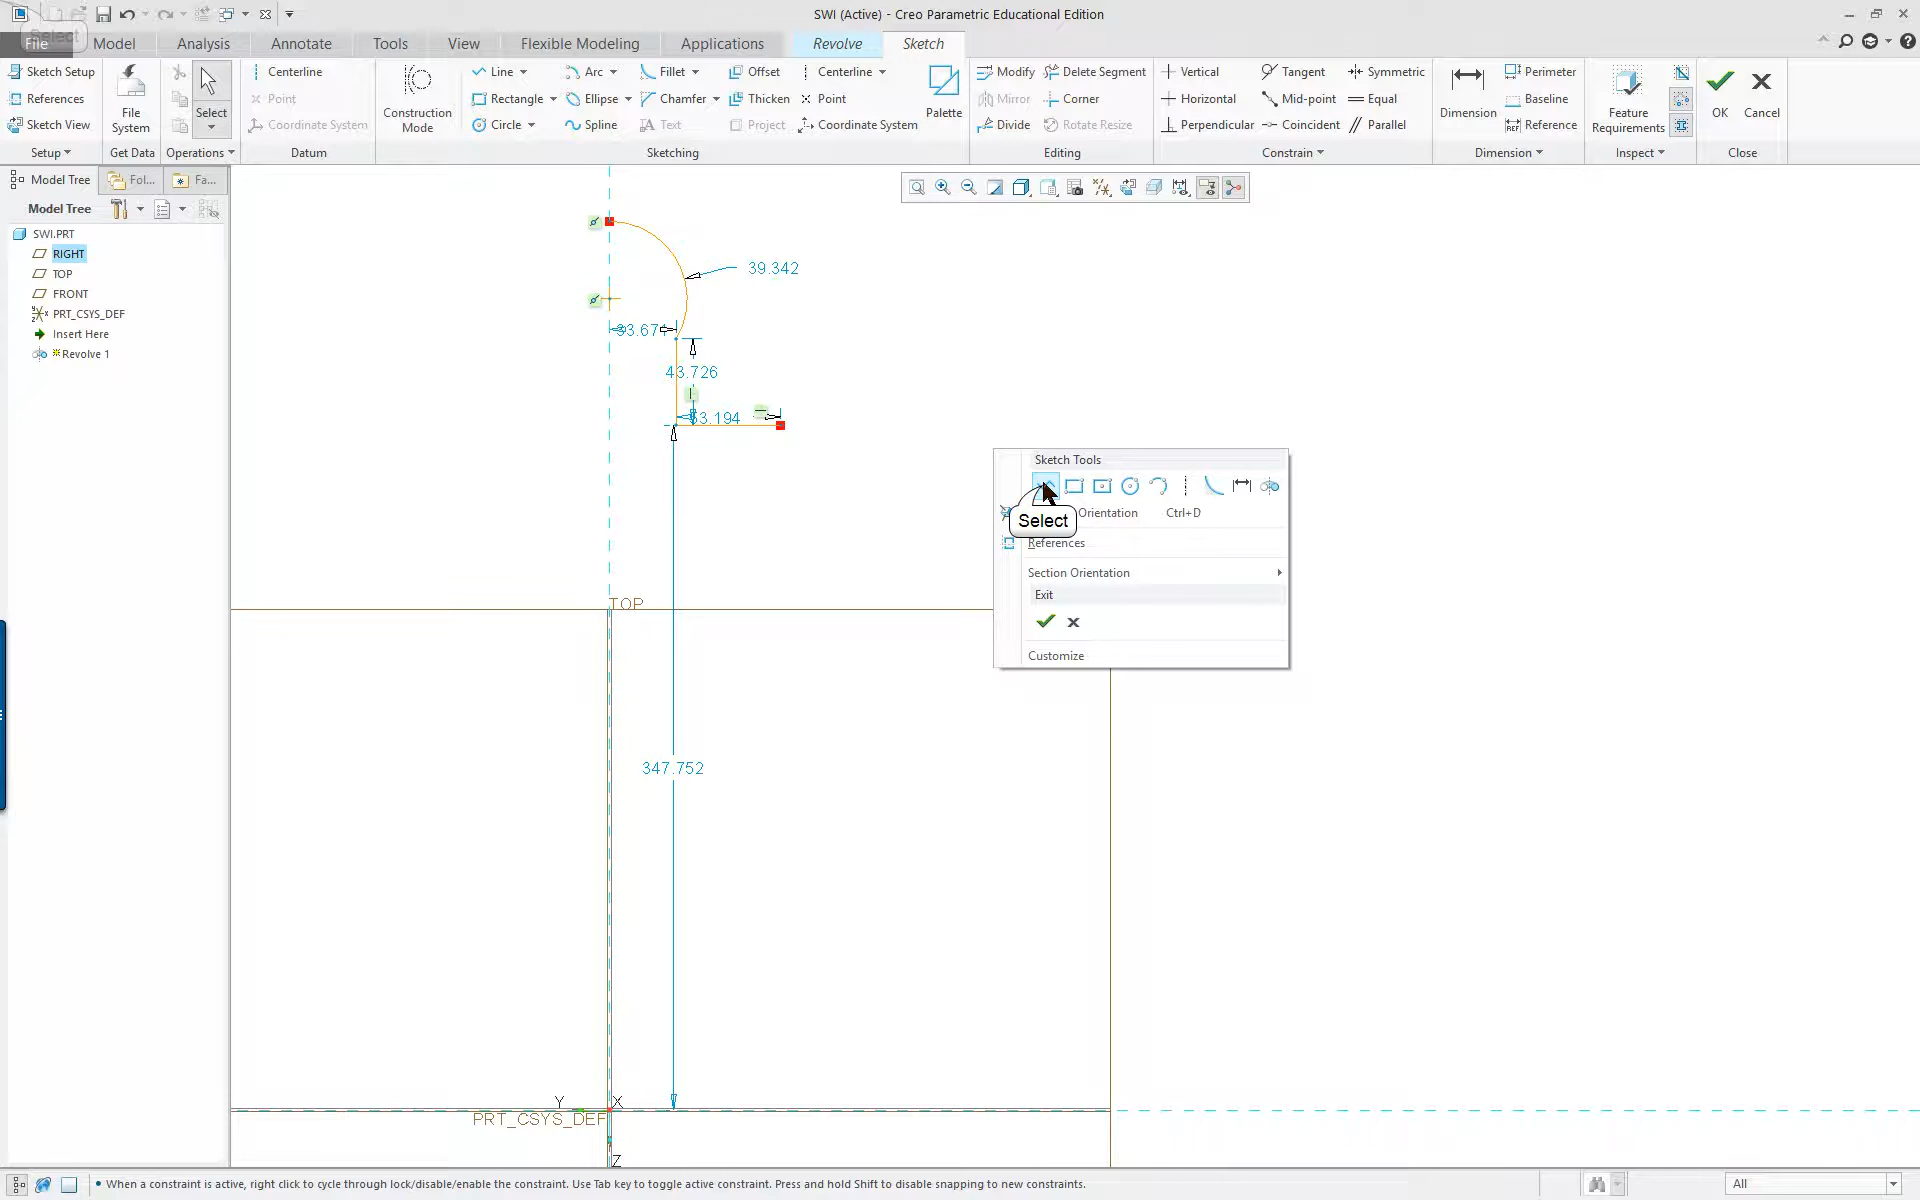 SWI (Active) - Creo Parametric Educational Edition
File Model Analysis Annotate Tools View Flexible Modeling Applications Revolve Sketch
Select
Sketch Setup
References
Sketch View
Setup
File System
Get Data
Select
Operations
Centerline
Point
Coordinate System
Datum
Construction Mode
Line Arc Fillet Offset Centerline
Rectangle Ellipse Chamfer Thicken Point
Circle Spline Text Project Coordinate System
Palette
Sketching
Modify Delete Segment
Mirror Corner
Divide Rotate Resize
Editing
Vertical Tangent Symmetric
Horizontal Mid-point Equal
Perpendicular Coincident Parallel
Constrain
Dimension
Perimeter
Baseline
Reference
Dimension
Feature Requirements
Inspect
OK
Cancel
Close
Model Tree Fol... Fa...
Model Tree
SWI.PRT
RIGHT
TOP
FRONT
PRT_CSYS_DEF
Insert Here
Revolve 1
39.342
43.726
347.752
TOP
Y X
PRT_CSYS_DEF
Z
Sketch Tools
Select
Orientation Ctrl+D
References
Section Orientation
Exit
Customize
When a constraint is active, right click to cycle through lock/disable/enable the constraint. Use Tab key to toggle active constraint. Press and hold Shift to disable snapping to new constraints.
All